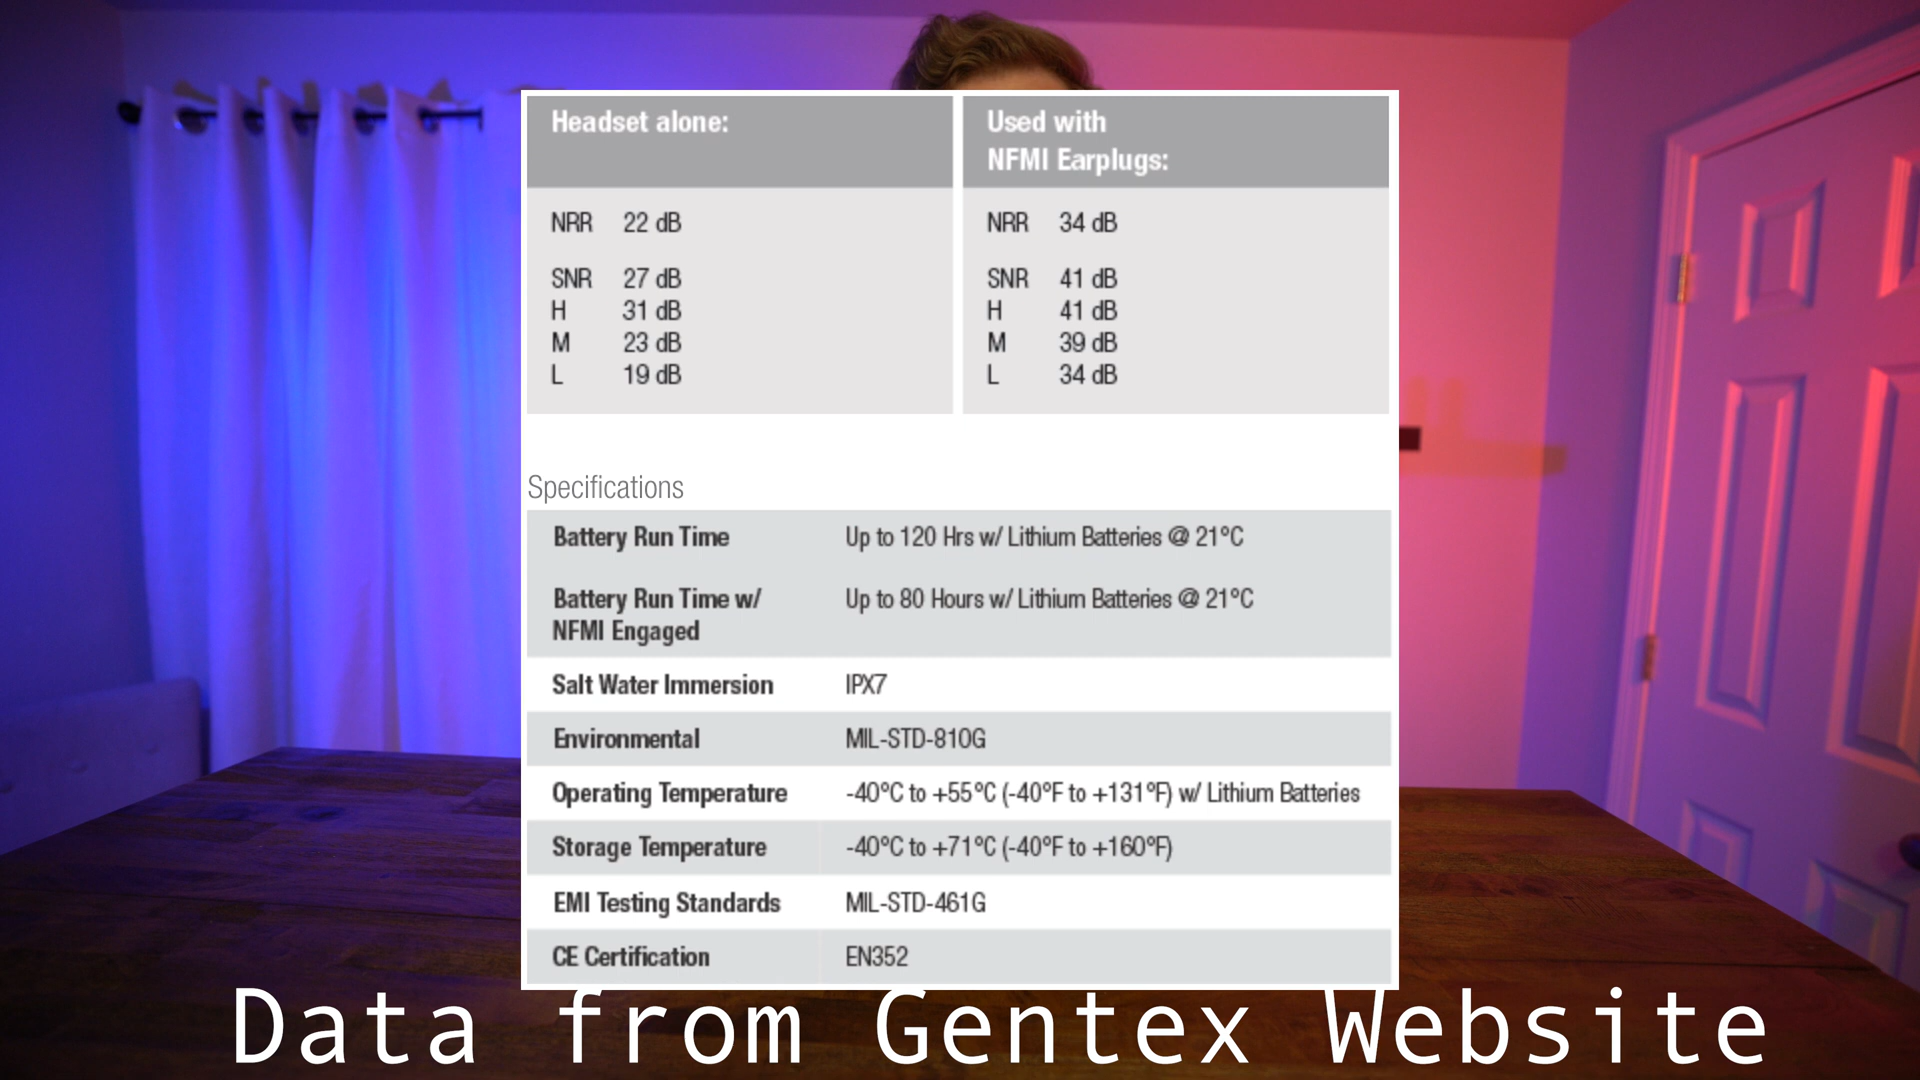 Headset alone:
NRR 22 dB
SNR 27 dB
H 31 dB
M 23 dB
L 19 dB
Used with
NFMI Earplugs:
NRR 34 dB
SNR 41 dB
H 41 dB
M 39 dB
L 34 dB
Specifications
Battery Run Time Up to 120 Hrs w/ Lithium Batteries @ 21°C
Battery Run Time w/ Up to 80 Hours w/ Lithium Batteries @ 21°C
NFMI Engaged
Salt Water Immersion IPX7
Environmental MIL-STD-810G
Operating Temperature -40°C to +55°C (-40°F to +131°F) w/ Lithium Batteries
Storage Temperature -40°C to +71°C (-40°F to +160°F)
EMI Testing Standards MIL-STD-461G
CE Certification EN352
Data from Gentex Website